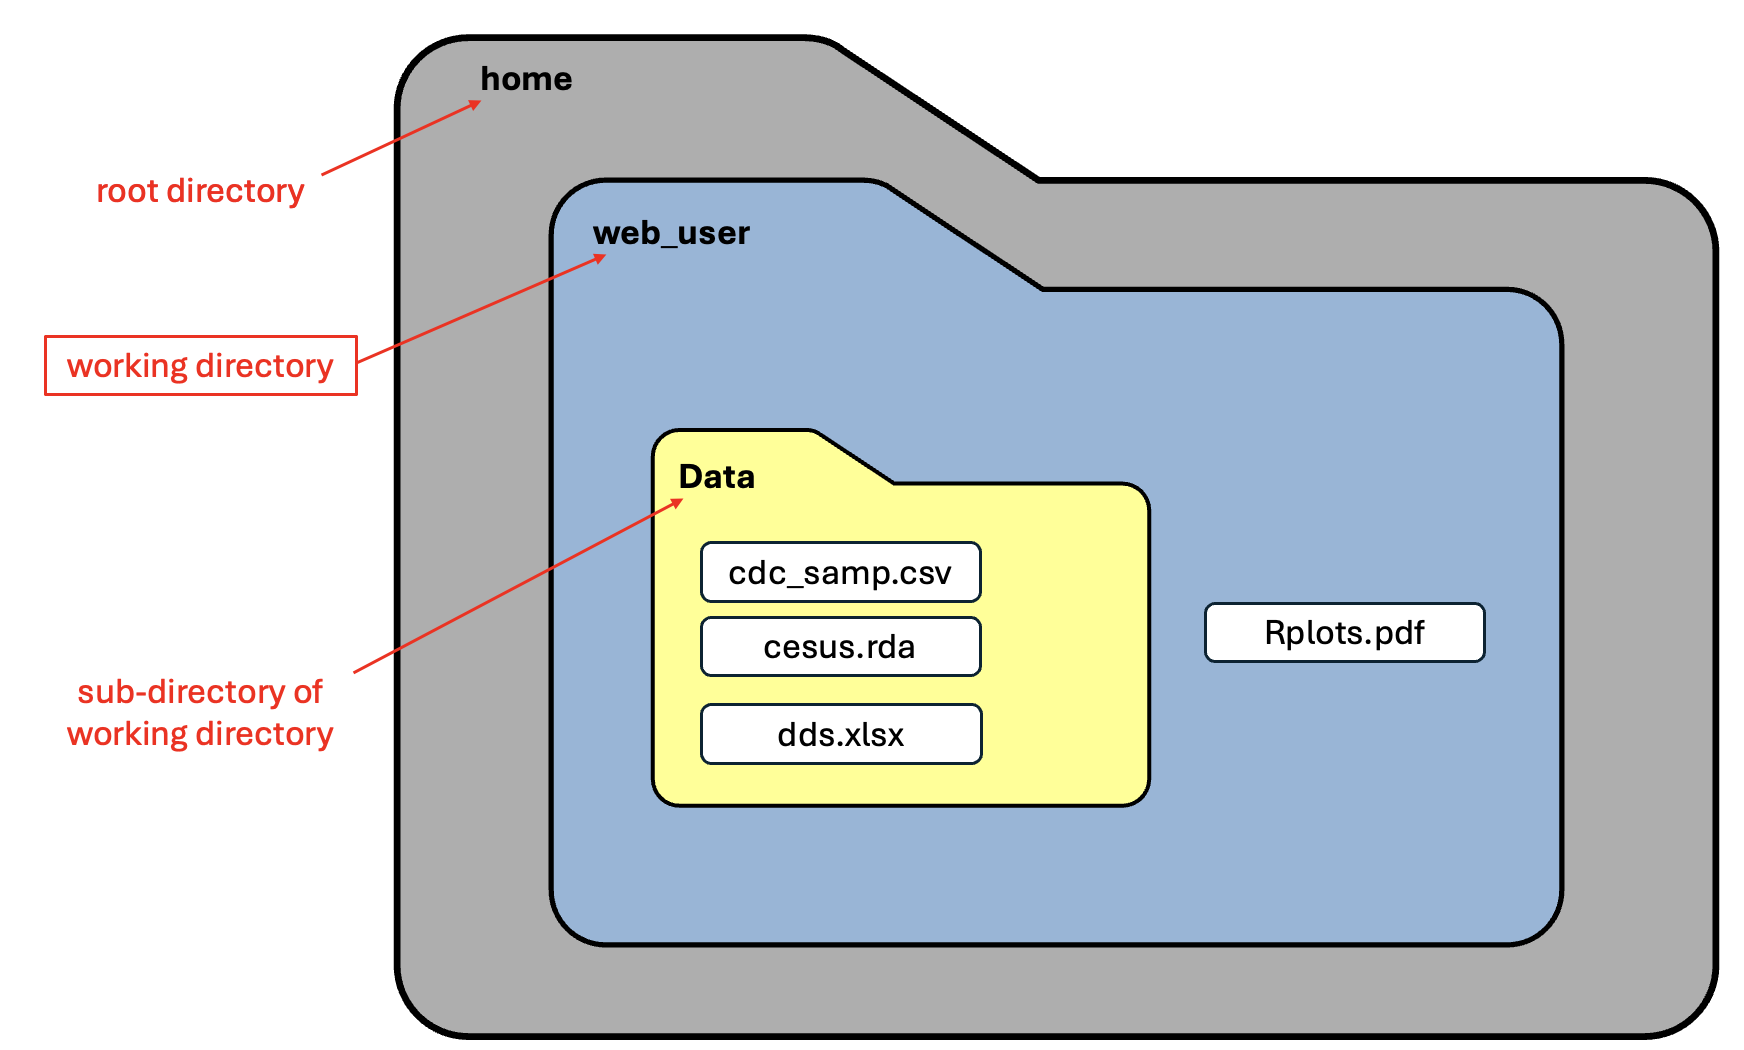 home
root directory
web_user
working directory
Data
cdc_samp.csv
cesus.rda
Rplots.pdf
sub-directory of
working directory
dds.xlsx